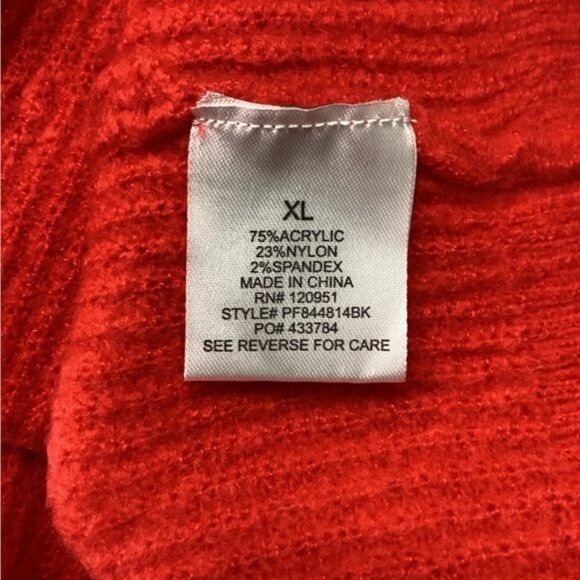 XL
75%ACRYLIC
23%NYLON
2%SPANDEX
MADE IN CHINA
RN# 120951
STYLE# PF844814BK
PO# 433784
SEE REVERSE FOR CARE